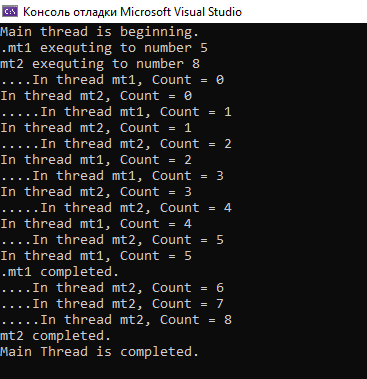 Консоль отладки Microsoft Visual Studio
Main thread is beginning.
.mt1 exequting to number 5
mt2 exequting to number 8
....In thread mt1, Count = 0
In thread mt2, Count = 0
.....In thread mt1, Count = 1
In thread mt2, Count = 1
.....In thread mt2, Count = 2
In thread mt1, Count = 2
....In thread mt1, Count = 3
In thread mt2, Count = 3
.....In thread mt2, Count = 4
In thread mt1, Count = 4
....In thread mt2, Count = 5
In thread mt1, Count = 5
.mt1 completed.
....In thread mt2, Count = 6
....In thread mt2, Count = 7
.....In thread mt2, Count = 8
mt2 completed.
Main Thread is completed.